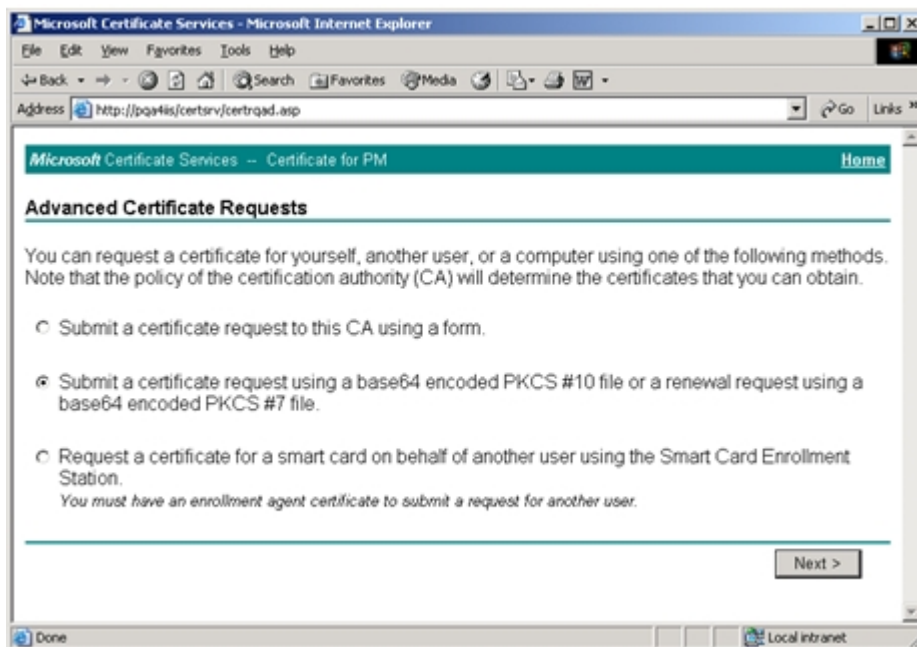 Microsoft Certificate Services - Microsoft Internet Explorer
File Edit View Favorites Tools Help
Back Search Favorites Media
Address http://pqa4iis/certsrv/certrqad.asp Go Links »
Microsoft Certificate Services -- Certificate for PM Home
Advanced Certificate Requests
You can request a certificate for yourself, another user, or a computer using one of the following methods.
Note that the policy of the certification authority (CA) will determine the certificates that you can obtain.
Submit a certificate request to this CA using a form.
Submit a certificate request using a base64 encoded PKCS #10 file or a renewal request using a
base64 encoded PKCS #7 file.
Request a certificate for a smart card on behalf of another user using the Smart Card Enrollment
Station.
You must have an enrollment agent certificate to submit a request for another user.
Next >
Done Local intranet